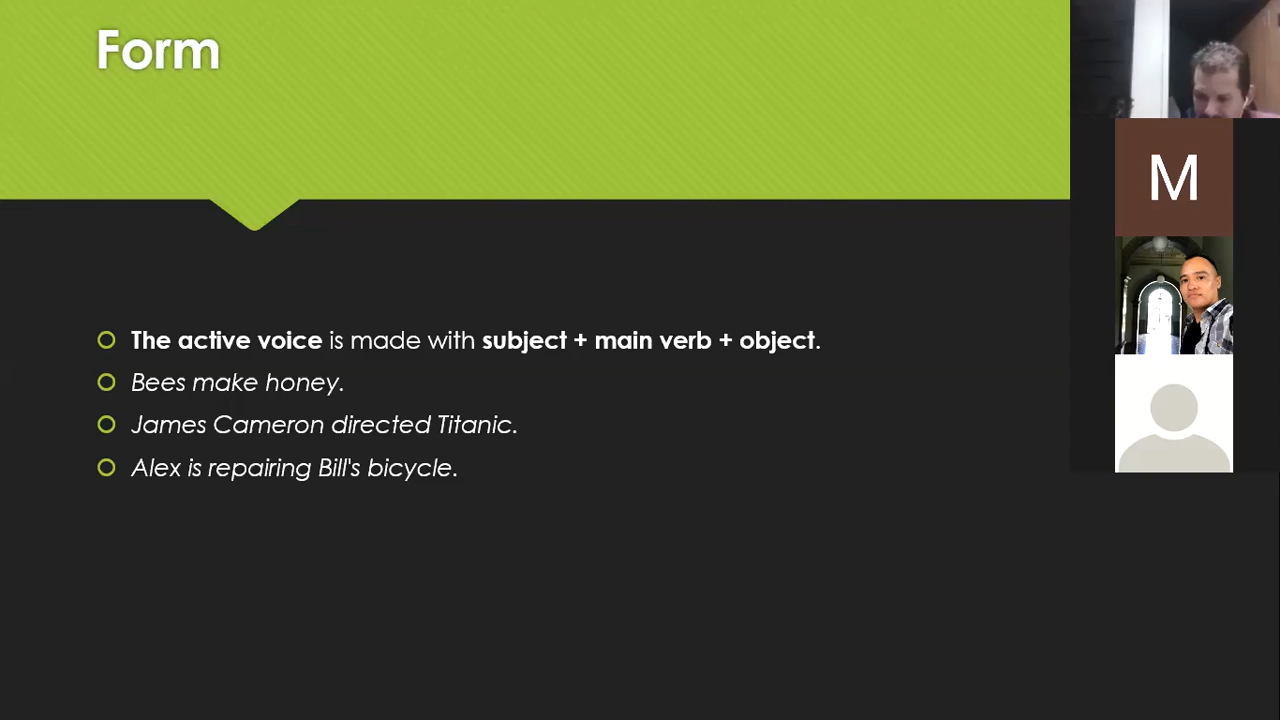 Form
The active voice is made with subject + main verb + object.
Bees make honey.
James Cameron directed Titanic.
Alex is repairing Bill's bicycle.
M